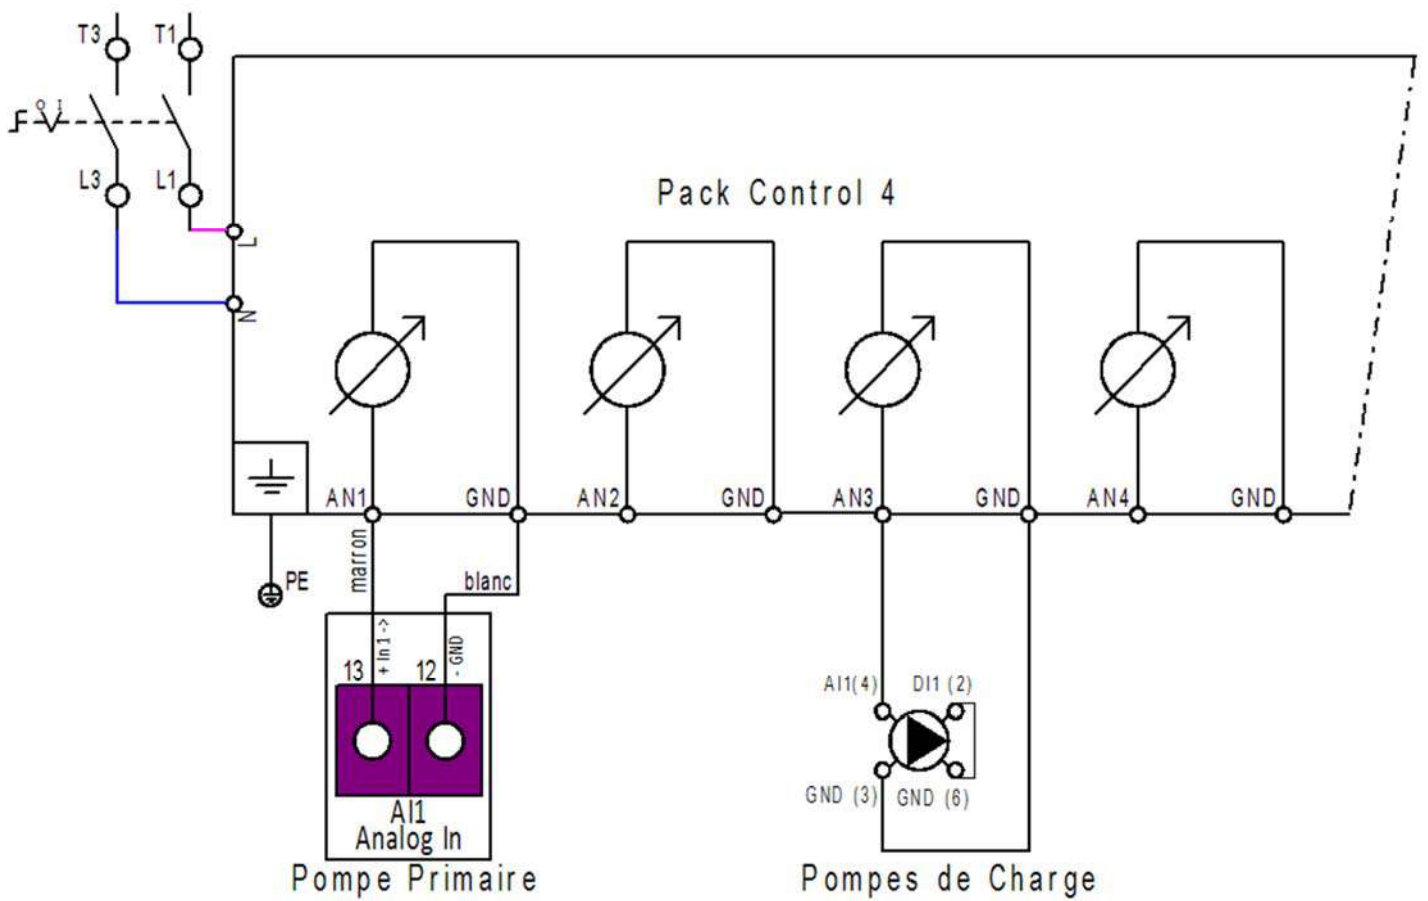 T3 T1
O I
L3 L1
Pack Control 4
L
N
AN1 GND AN2 GND AN3 GND AN4 GND
marron
blanc
PE
+ In 1 ->
- GND
13 12
AI1(4) DI1 (2)
GND (3) GND (6)
AI1
Analog In
Pompe Primaire
Pompes de Charge